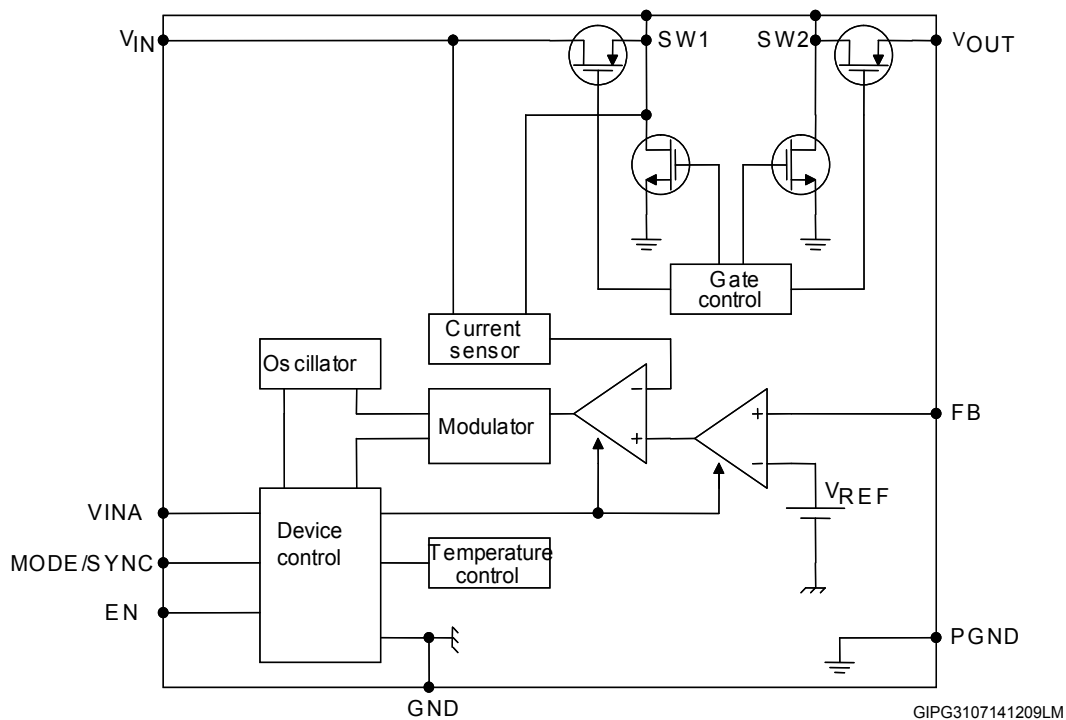 VIN
SW1
SW2
VOUT
Gate
control
Current
sensor
Oscillator
Modulator
−
+
+
−
FB
VREF
VINA
MODE/SYNC
EN
Device
control
Temperature
control
PGND
GND
GIPG3107141209LM